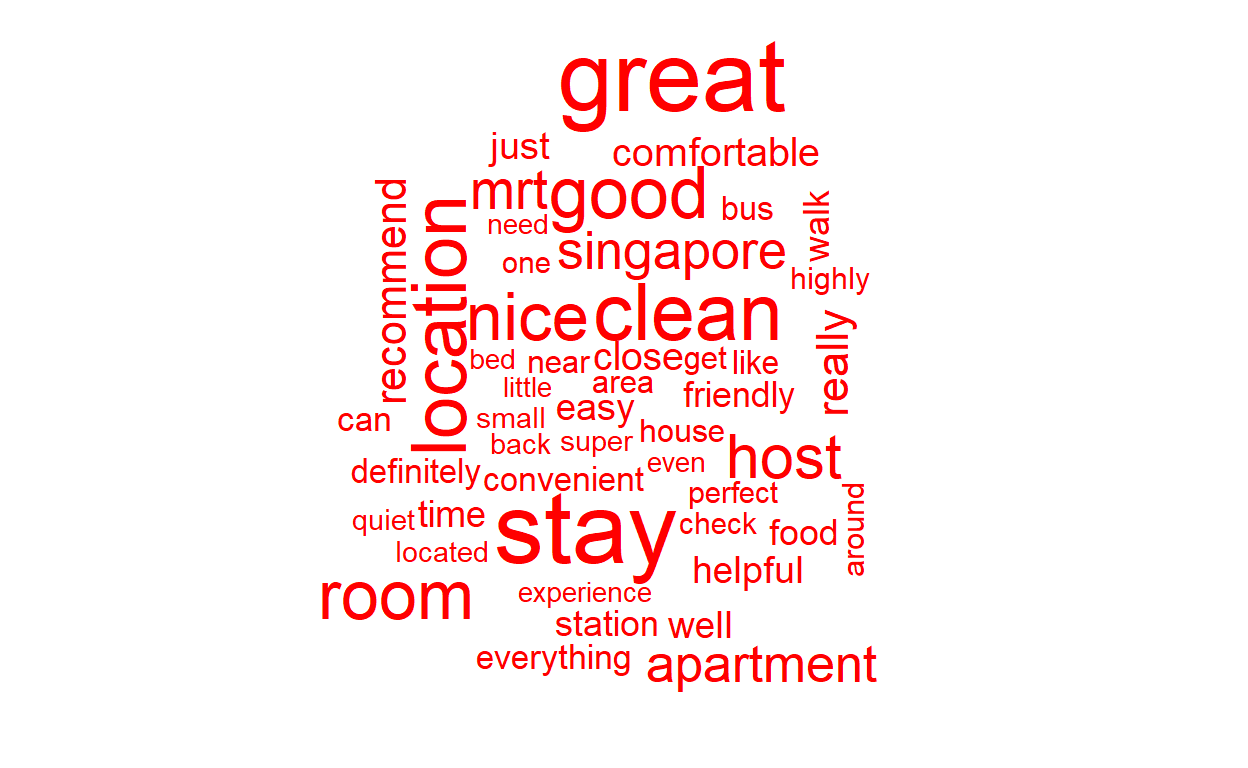 great
just
comfortable
mrt
good
recommend
location
bus
walk
need
singapore
one
highly
nice
clean
really
bed
near
close
get
like
little
area
friendly
can
small
easy
back
super
house
host
definitely
convenient
even
perfect
quiet
time
stay
check
food
around
located
room
helpful
experience
station
well
everything
apartment